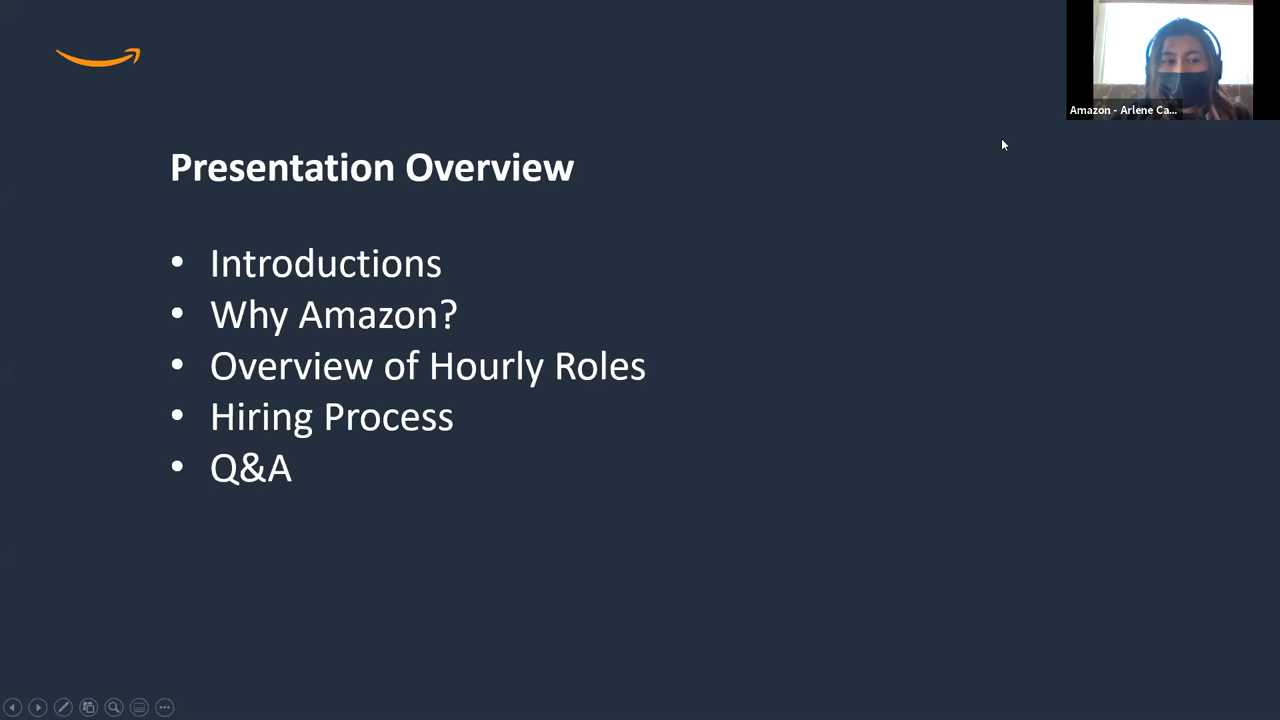 Amazon - Arlene Ca...
Presentation Overview
• Introductions
• Why Amazon?
• Overview of Hourly Roles
• Hiring Process
• Q&A